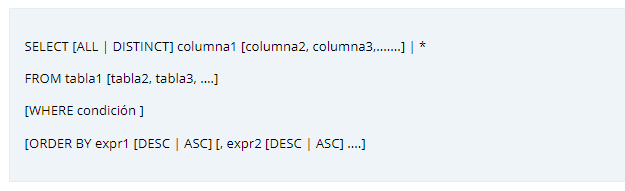 SELECT [ALL | DISTINCT] columna1 [columna2, columna3,.......] | *
FROM tabla1 [tabla2, tabla3, ....]
[WHERE condición ]
[ORDER BY expr1 [DESC | ASC] [, expr2 [DESC | ASC] ....]